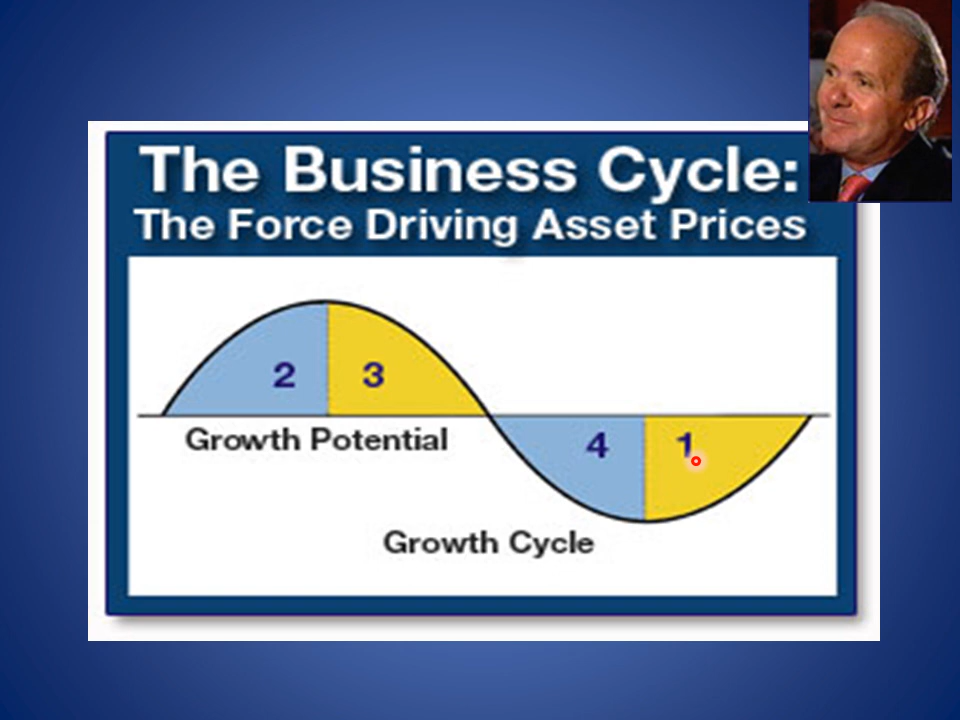 The Business Cycle:
The Force Driving Asset Prices
2 3
Growth Potential
4 1
Growth Cycle